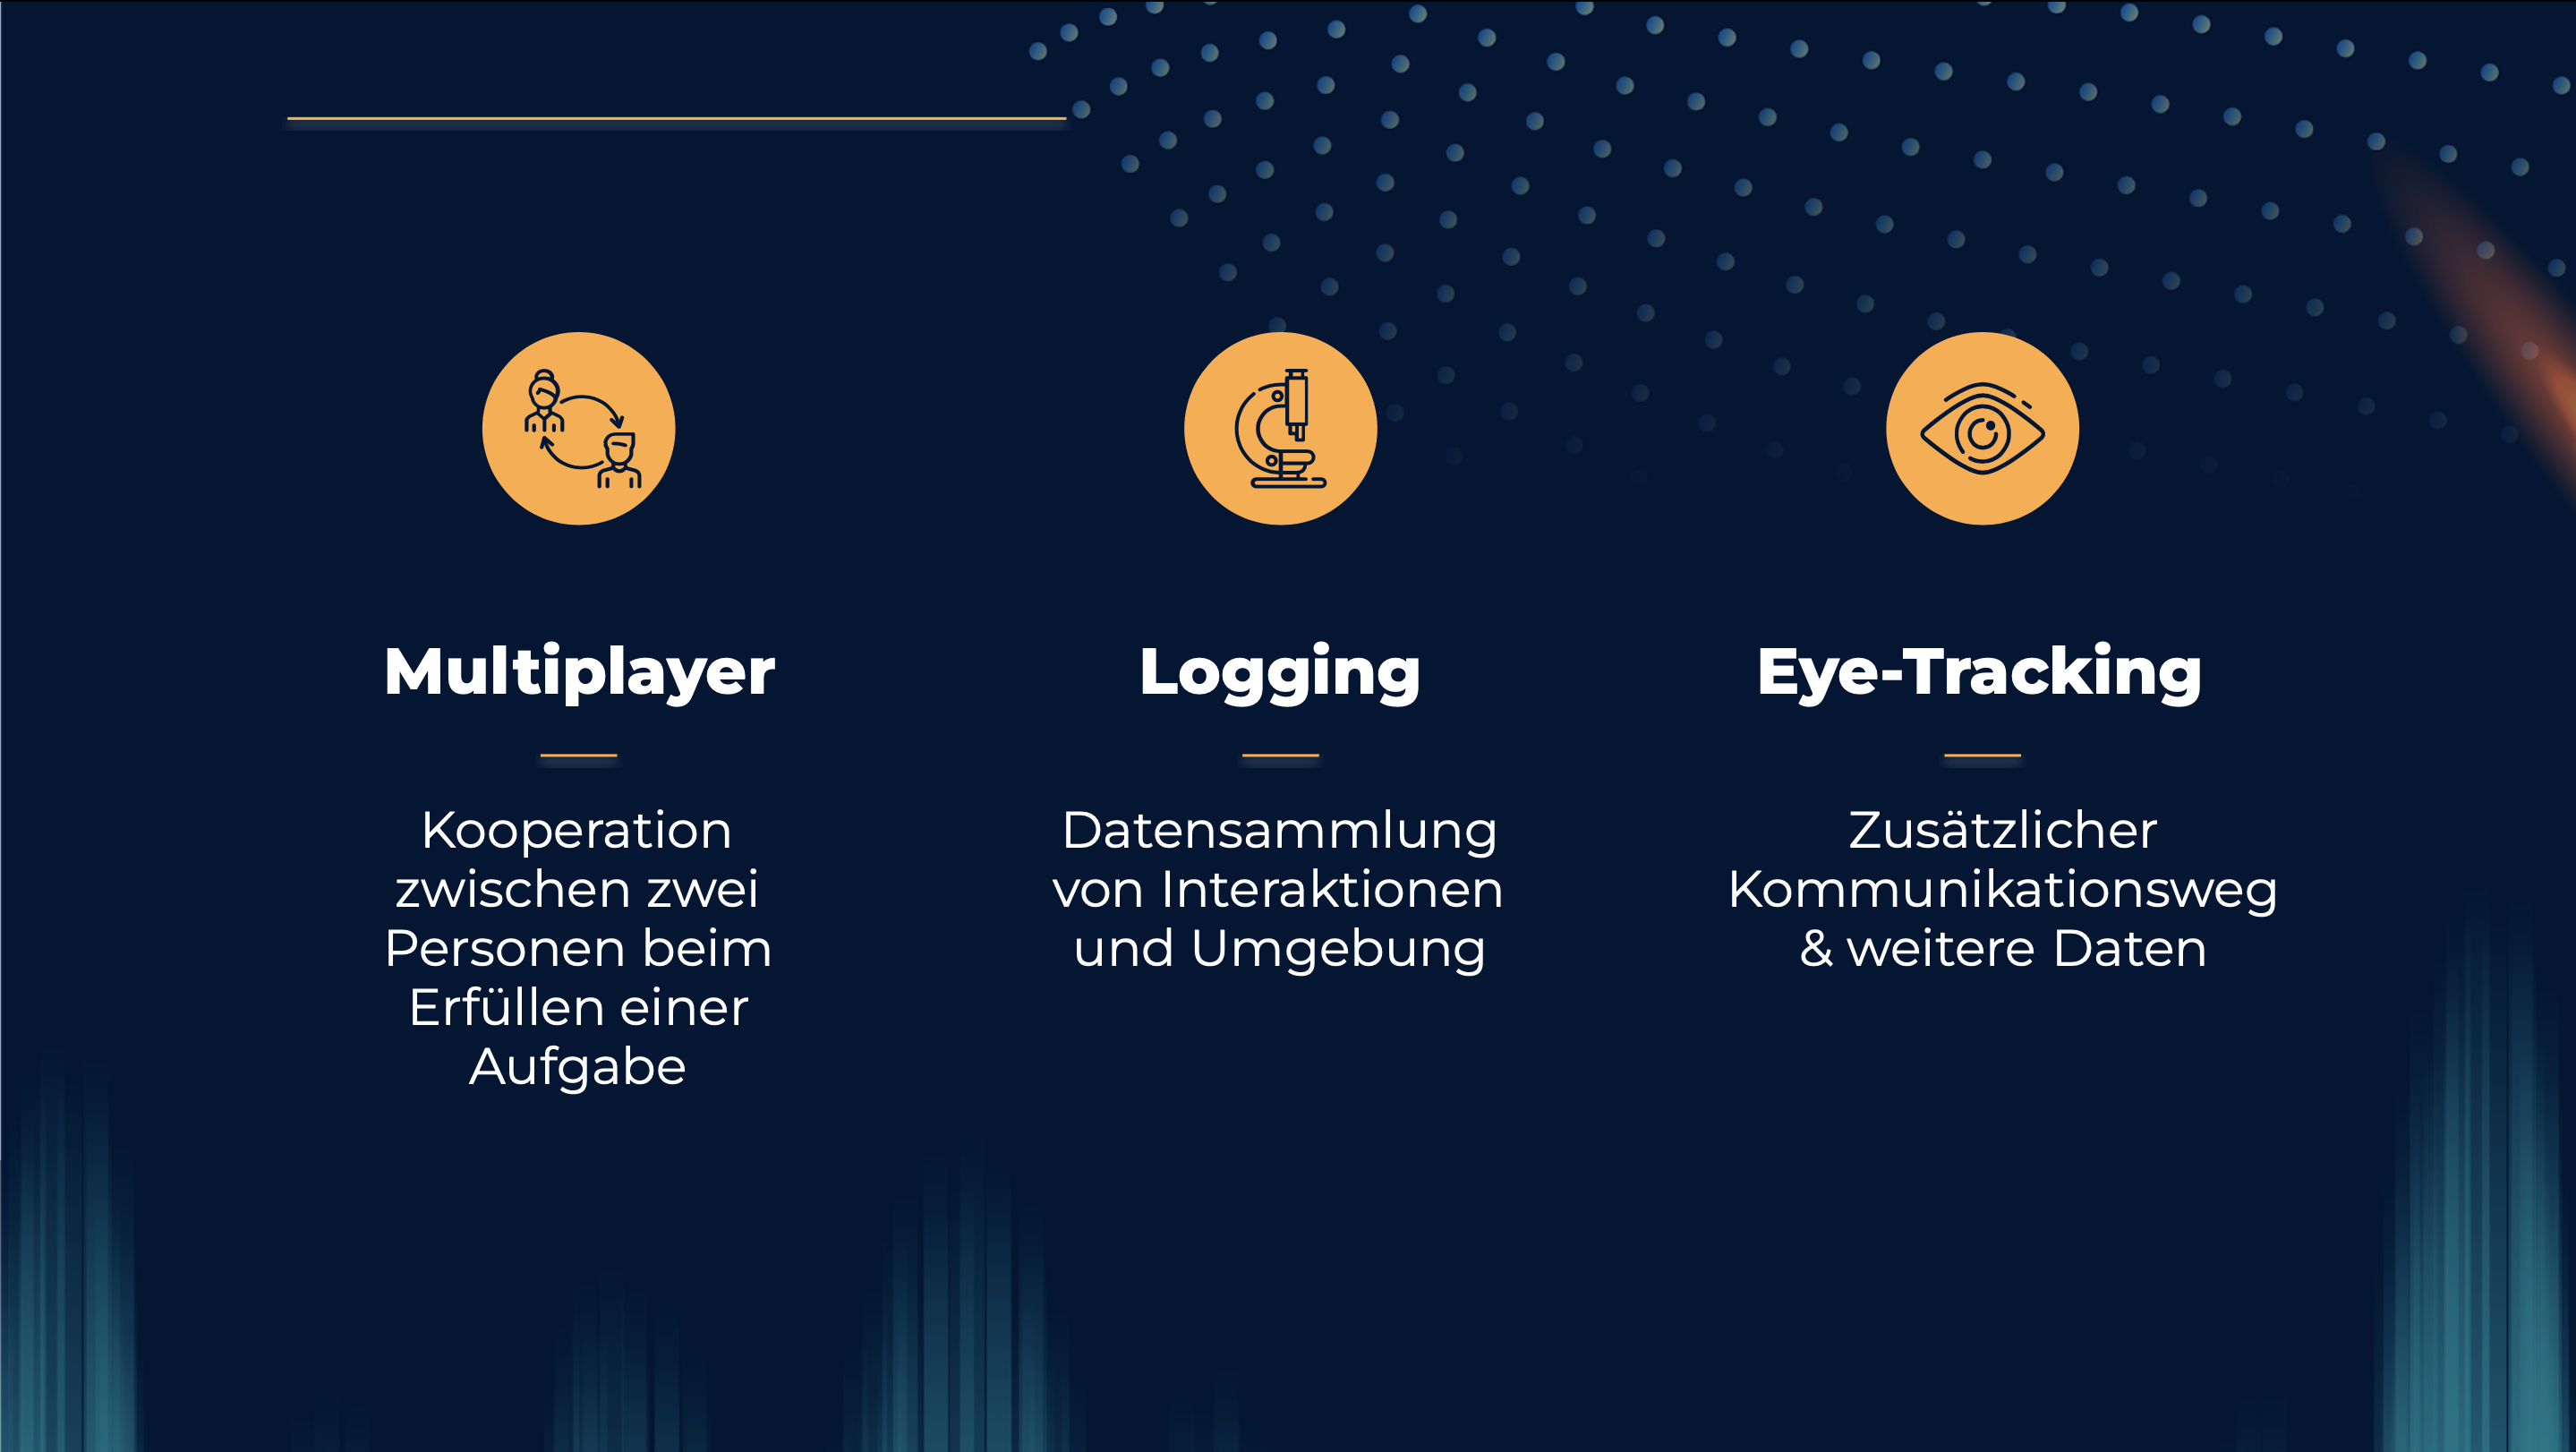 Multiplayer
Kooperation
zwischen zwei
Personen beim
Erfüllen einer
Aufgabe
Logging
Datensammlung
von Interaktionen
und Umgebung
Eye-Tracking
Zusätzlicher
Kommunikationsweg
& weitere Daten